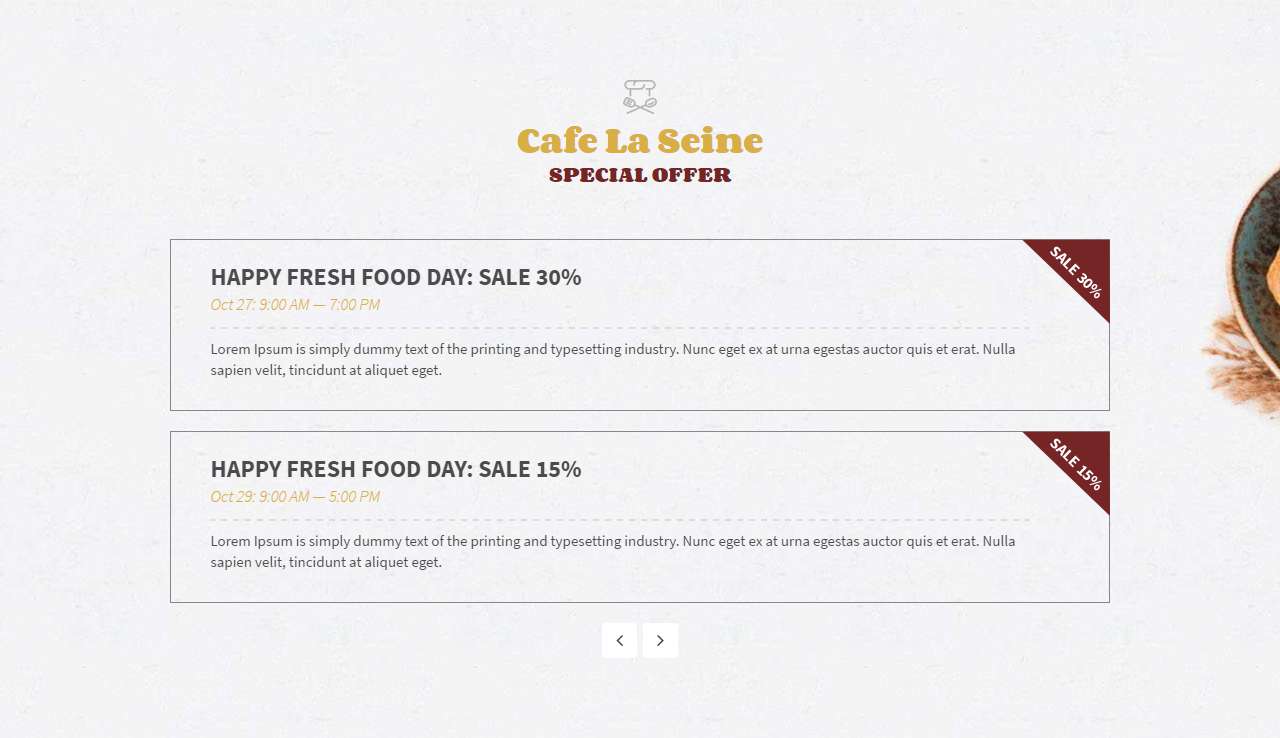 Cafe La Seine
SPECIAL OFFER
HAPPY FRESH FOOD DAY: SALE 30%
SALE 30%
Oct 27: 9:00 AM — 7:00 PM
Lorem Ipsum is simply dummy text of the printing and typesetting industry. Nunc eget ex at urna egestas auctor quis et erat. Nulla
sapien velit, tincidunt at aliquet eget.
HAPPY FRESH FOOD DAY: SALE 15%
SALE 15%
Oct 29: 9:00 AM — 5:00 PM
Lorem Ipsum is simply dummy text of the printing and typesetting industry. Nunc eget ex at urna egestas auctor quis et erat. Nulla
sapien velit, tincidunt at aliquet eget.